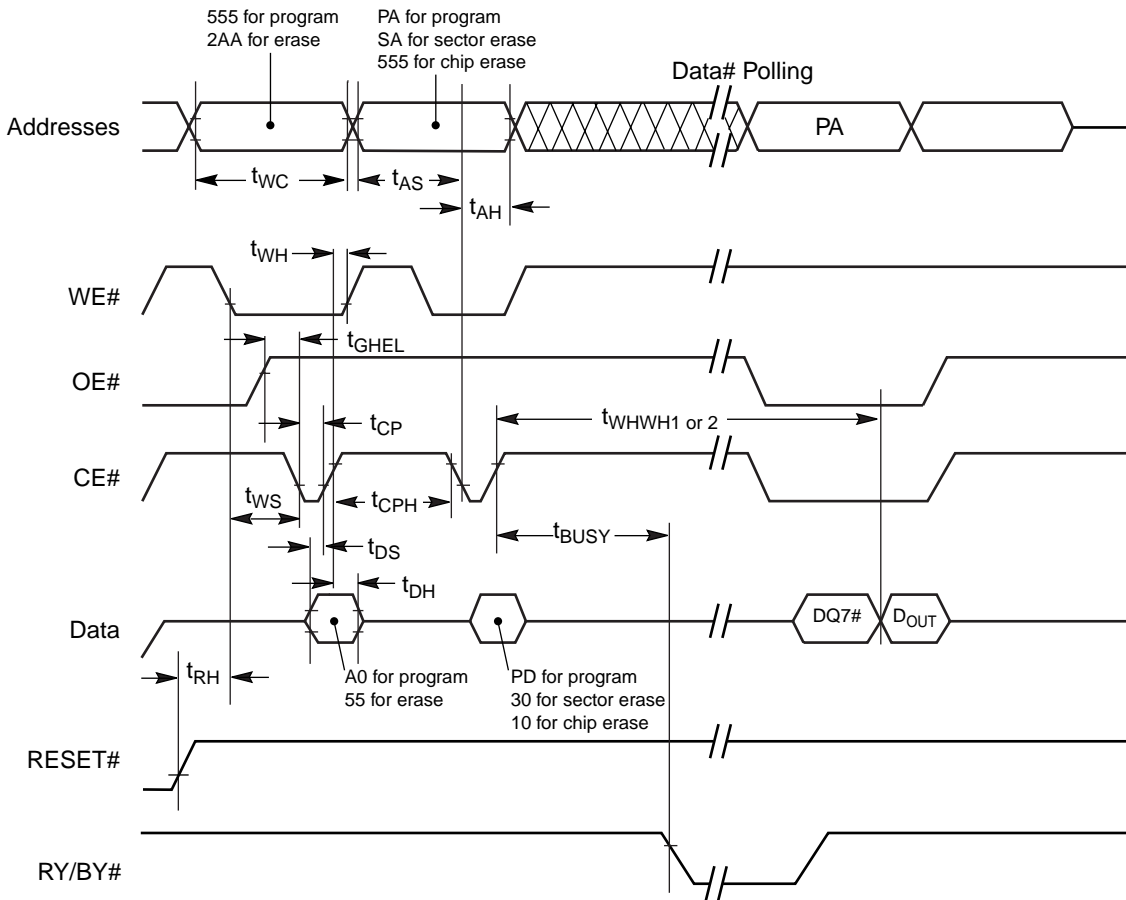 555 for program
2AA for erase
PA for program
SA for sector erase
555 for chip erase
Data# Polling
Addresses
PA
tWC
tAS
tAH
tWH
WE#
tGHEL
OE#
tCP
tWHWH1 or 2
CE#
tWS
tCPH
tBUSY
tDS
tDH
Data
DQ7#
DOUT
tRH
A0 for program
55 for erase
PD for program
30 for sector erase
10 for chip erase
RESET#
RY/BY#